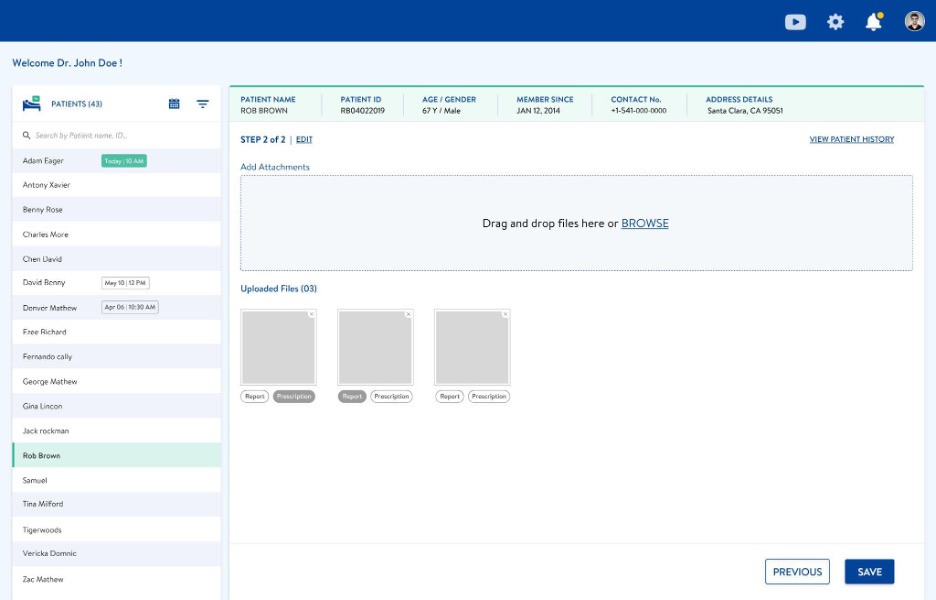 Welcome Dr. John Doe !
PATIENTS (43)
Search by Patient name, ID...
Adam Eager Today | 10 AM
Antony Xavier
Benny Rose
Charles More
Chen David
David Benny May 10 | 12 PM
Denver Mathew Apr 06 | 10:30 AM
Free Richard
Fernando cally
George Mathew
Gina Lincon
Jack rockman
Rob Brown
Samuel
Tina Milford
Tigerwoods
Vericka Domnic
Zac Mathew
PATIENT NAME PATIENT ID AGE / GENDER MEMBER SINCE CONTACT No. ADDRESS DETAILS
ROB BROWN RB04022019 67 Y / Male JAN 12, 2014 +1-541-000-0000 Santa Clara, CA 95051
STEP 2 of 2 | EDIT VIEW PATIENT HISTORY
Add Attachments
Drag and drop files here or BROWSE
Uploaded Files (03)
Report Prescription Report Prescription Report Prescription
PREVIOUS SAVE